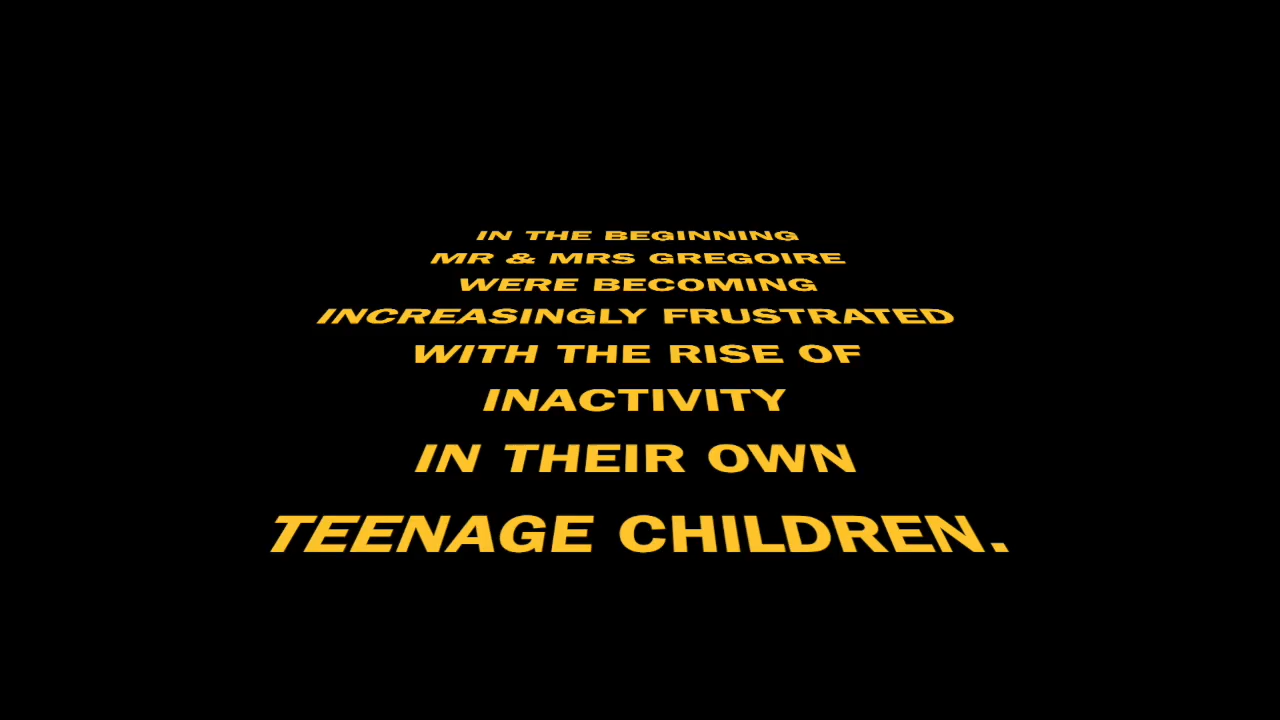 IN THE BEGINNING
MR & MRS GREGOIRE
WERE BECOMING
INCREASINGLY FRUSTRATED
WITH THE RISE OF
INACTIVITY
IN THEIR OWN
TEENAGE CHILDREN.